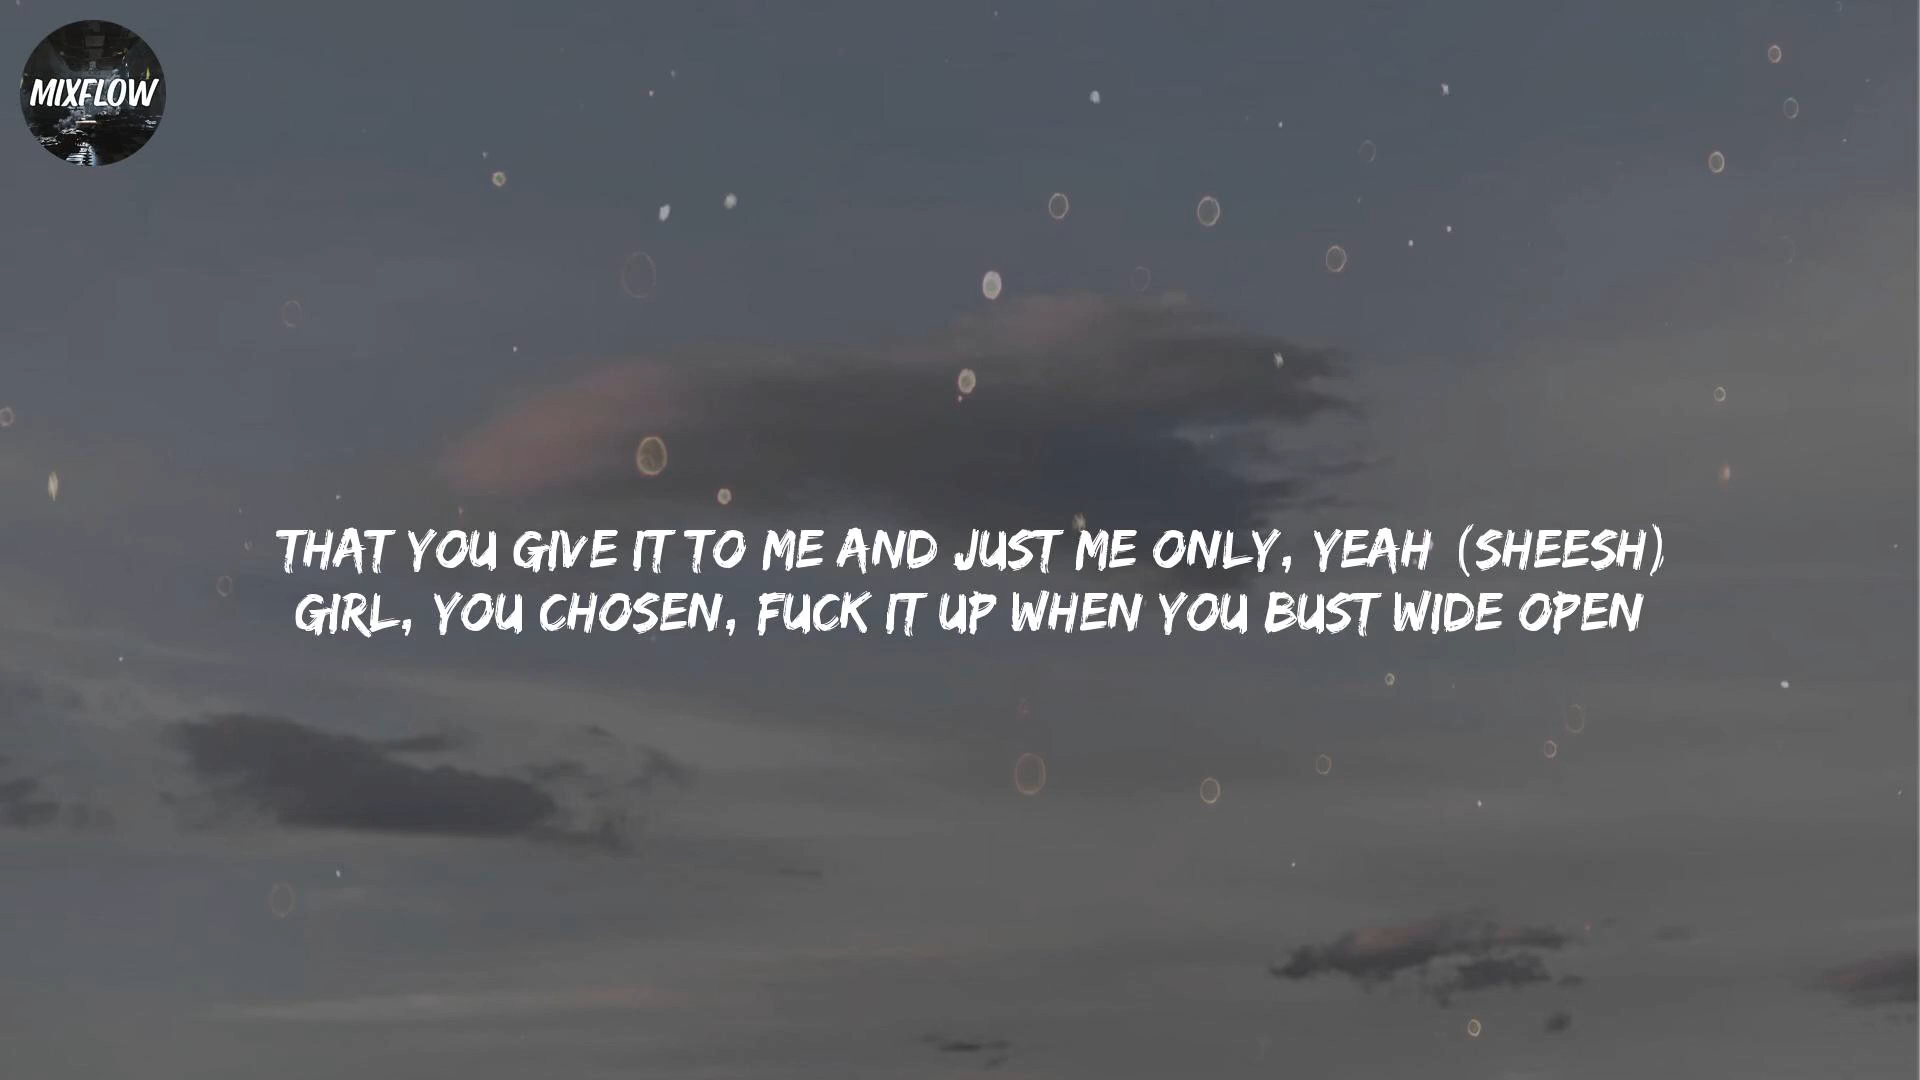 MIXFLOW
THAT YOU GIVE IT TO ME AND JUST ME ONLY, YEAH (SHEESH)
GIRL, YOU CHOSEN, FUCK IT UP WHEN YOU BUST WIDE OPEN